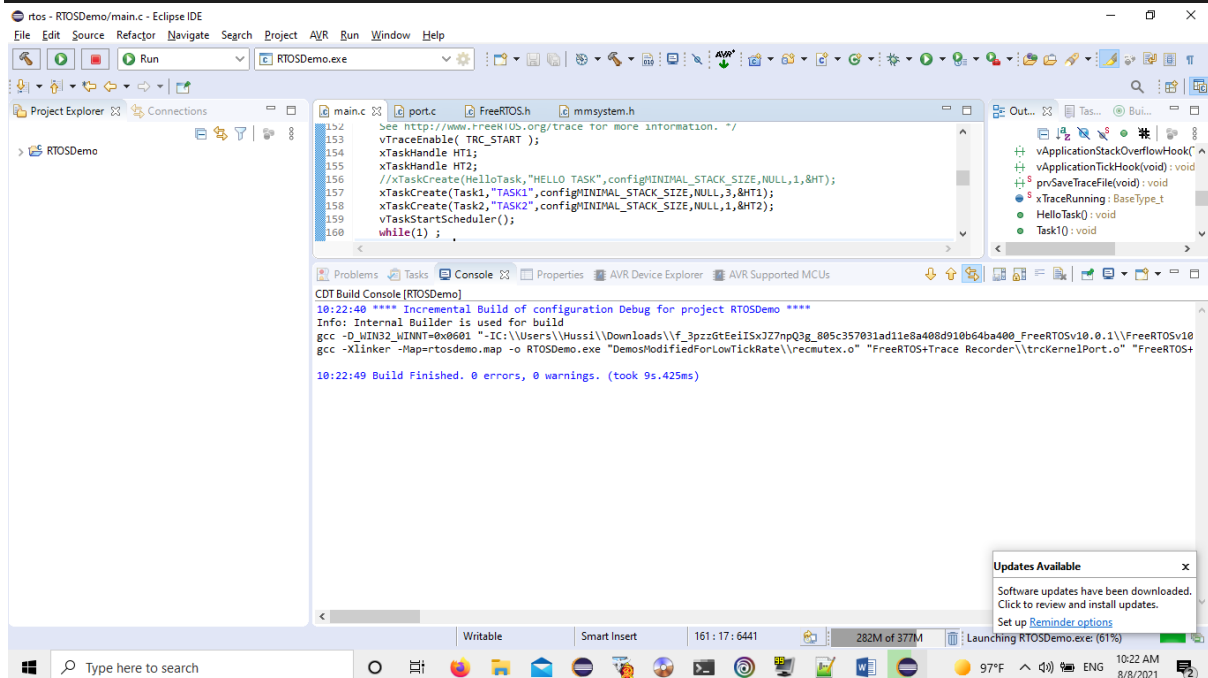 rtos - RTOSDemo/main.c - Eclipse IDE
File Edit Source Refactor Navigate Search Project AVR Run Window Help
Run
RTOSDemo.exe
Project Explorer
Connections
RTOSDemo
main.c
port.c
FreeRTOS.h
mmsystem.h
152 See http://www.FreeRTOS.org/trace for more information. */
153 vTraceEnable( TRC_START );
154 xTaskHandle HT1;
155 xTaskHandle HT2;
156 //xTaskCreate(HelloTask,"HELLO TASK",configMINIMAL_STACK_SIZE,NULL,1,&HT);
157 xTaskCreate(Task1,"TASK1",configMINIMAL_STACK_SIZE,NULL,3,&HT1);
158 xTaskCreate(Task2,"TASK2",configMINIMAL_STACK_SIZE,NULL,1,&HT2);
159 vTaskStartScheduler();
160 while(1) ;
Out...
Tas...
Bui...
vApplicationStackOverflowHook(
vApplicationTickHook(void) : void
prvSaveTraceFile(void) : void
xTraceRunning : BaseType_t
HelloTask() : void
Task1() : void
Problems Tasks Console Properties AVR Device Explorer AVR Supported MCUs
CDT Build Console [RTOSDemo]
10:22:40 **** Incremental Build of configuration Debug for project RTOSDemo ****
Info: Internal Builder is used for build
gcc -D_WIN32_WINNT=0x0601 "-IC:\\Users\\Hussi\\Downloads\\f_3pzzGtEeiISxJZ7npQ3g_805c357031ad11e8a408d910b64ba400_FreeRTOSv10.0.1\\FreeRTOSv10
gcc -Xlinker -Map=rtosdemo.map -o RTOSDemo.exe "DemosModifiedForLowTickRate\\recmutex.o" "FreeRTOS+Trace Recorder\\trcKernelPort.o" "FreeRTOS+
10:22:49 Build Finished. 0 errors, 0 warnings. (took 9s.425ms)
Updates Available x
Software updates have been downloaded.
Click to review and install updates.
Set up Reminder options
Writable
Smart Insert
161 : 17 : 6441
282M of 377M
Launching RTOSDemo.exe: (61%)
Type here to search
97°F
ENG
10:22 AM
8/8/2021